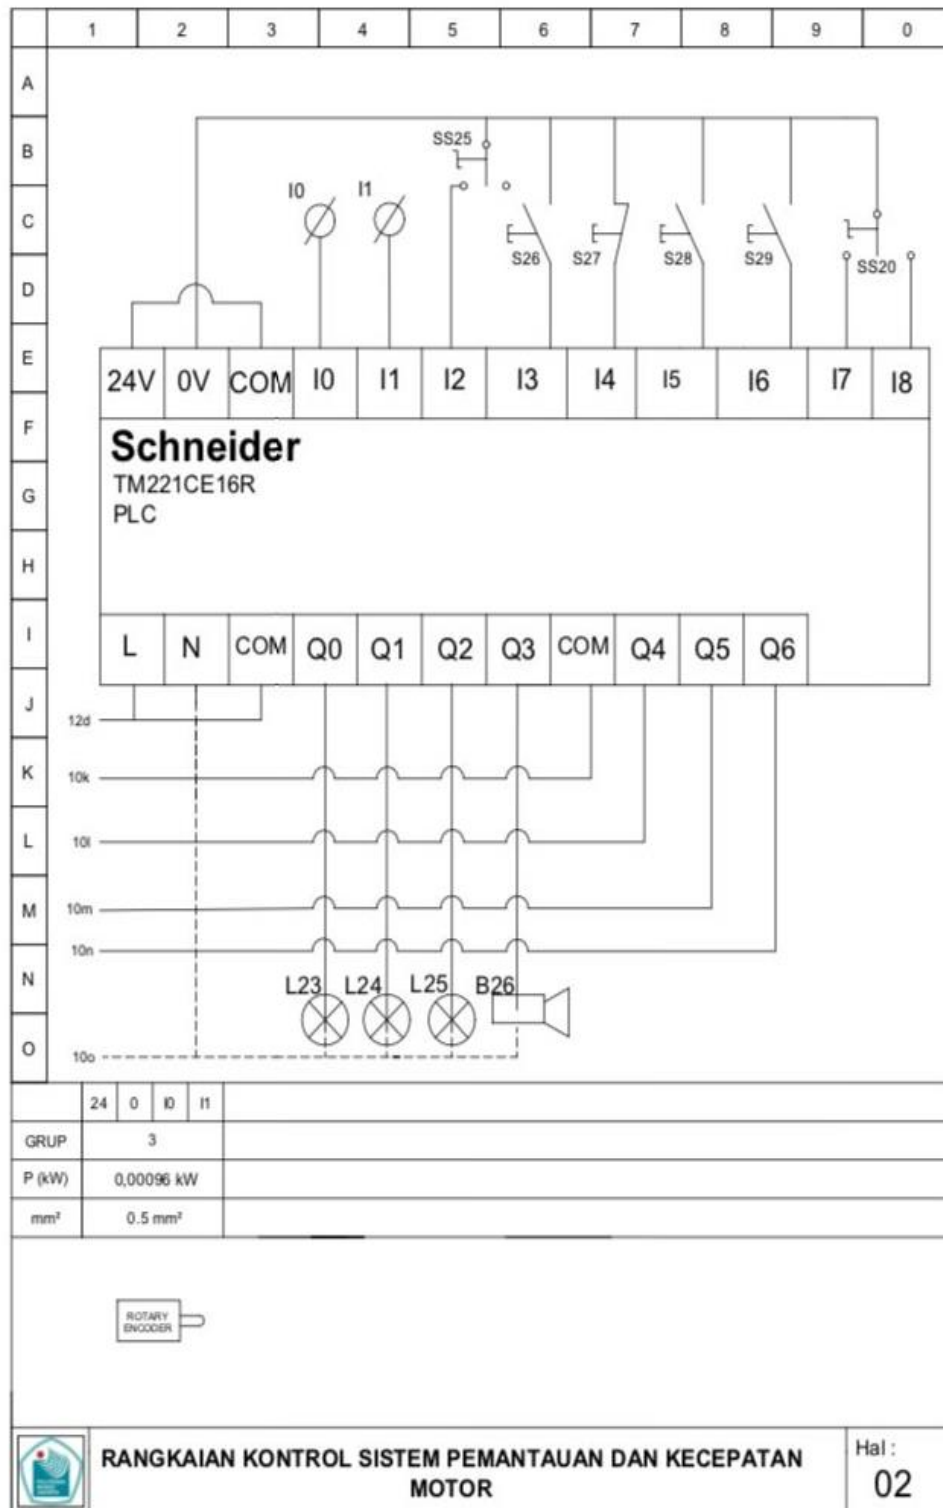 1 2 3 4 5 6 7 8 9 0
A
B
SS25
C
I0 I1
S26 S27 S28 S29
SS20
D
E
24V 0V COM I0 I1 I2 I3 I4 I5 I6 I7 I8
F
Schneider
G
TM221CE16R
PLC
H
I
L N COM Q0 Q1 Q2 Q3 COM Q4 Q5 Q6
J
12d
K
10k
L
10l
M
10m
10n
N
L23 L24 L25 B26
O
10o
24 0 I0 I1
GRUP 3
P (kW) 0,00096 kW
mm² 0.5 mm²
ROTARY
ENCODER
RANGKAIAN KONTROL SISTEM PEMANTAUAN DAN KECEPATAN
MOTOR
Hal :
02